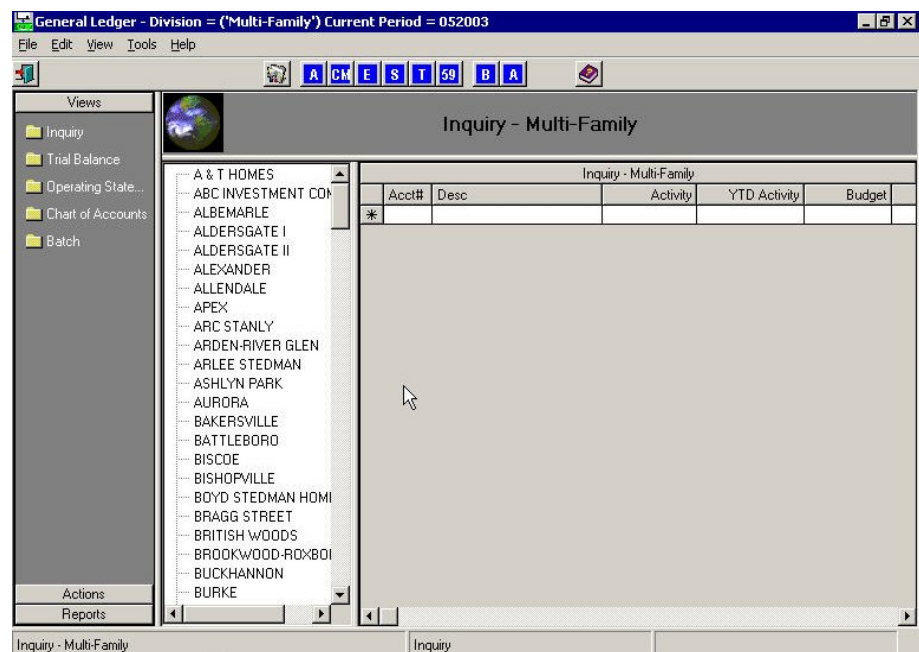 General Ledger - Division = ('Multi-Family') Current Period = 052003
File Edit View Tools Help
A CM E S T 59 B A
Views
Inquiry
Trial Balance
Operating State...
Chart of Accounts
Batch
Actions
Reports
Inquiry - Multi-Family
A & T HOMES
ABC INVESTMENT COM
ALBEMARLE
ALDERSGATE I
ALDERSGATE II
ALEXANDER
ALLENDALE
APEX
ARC STANLY
ARDEN-RIVER GLEN
ARLEE STEDMAN
ASHLYN PARK
AURORA
BAKERSVILLE
BATTLEBORO
BISCOE
BISHOPVILLE
BOYD STEDMAN HOME
BRAGG STREET
BRITISH WOODS
BROOKWOOD-ROXBO
BUCKHANNON
BURKE
Inquiry - Multi-Family
Acct# Desc Activity YTD Activity Budget
Inquiry - Multi-Family Inquiry